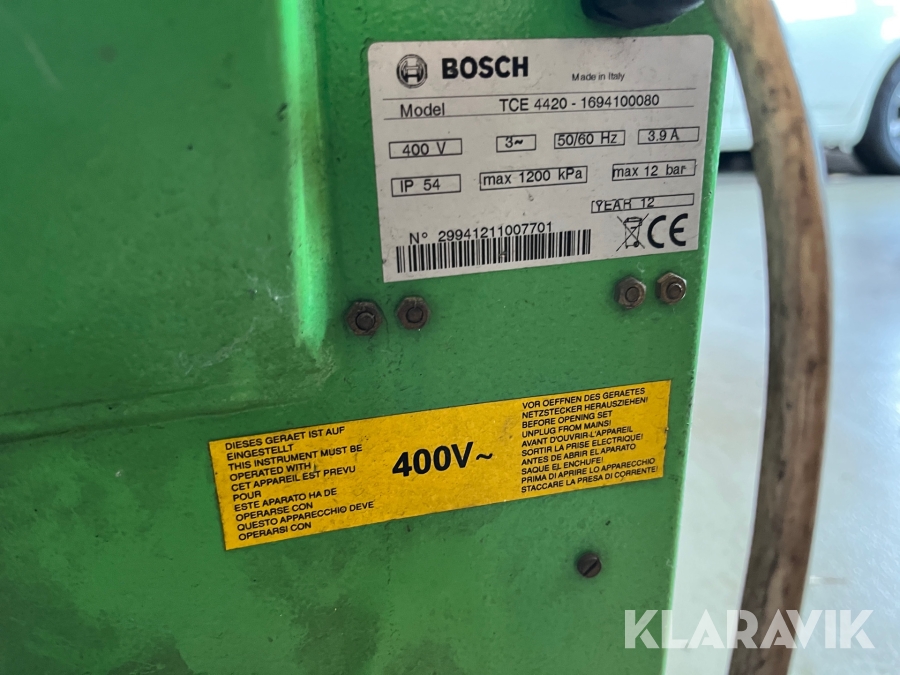 BOSCH
Made in Italy
Model TCE 4420 - 1694100080
400 V 3~ 50/60 Hz 3.9 A
IP 54 max 1200 kPa max 12 bar
YEAR 12
N° 29941211007701
CE
DIESES GERAET IST AUF
EINGESTELLT
THIS INSTRUMENT MUST BE
OPERATED WITH
CET APPAREIL EST PREVU
POUR
ESTE APARATO HA DE
OPERARSE CON
QUESTO APPARECCHIO DEVE
OPERARSI CON
400V~
VOR OEFFNEN DES GERAETES
NETZSTECKER HERAUSZIEHEN!
BEFORE OPENING SET
UNPLUG FROM MAINS!
AVANT D'OUVRIR-L'APPAREIL
SORTIR LA PRISE ELECTRIQUE!
ANTES DE ABRIR EL APARATO
SAQUE EL ENCHUFE!
PRIMA DI APRIRE LO APPARECCHIO
STACCARE LA PRESA DI CORRENTE!
KLARAVIK